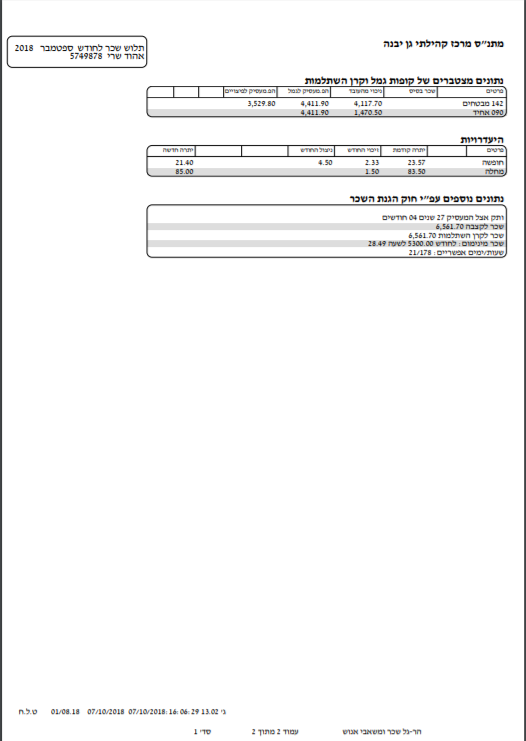 מתנ״ס מרכז קהילתי גן יבנה
תלוש שכר לחודש ספטמבר 2018
אהוד שרי 5749878
נתונים מצטברים של קופות גמל וקרן השתלמות
פרטים שכר בסיס ניכוי מהעובד הפ.מעסיק לגמל הפ.מעסיק לפיצויים
142 מבטחים 4,117.70 4,411.90 3,529.80
090 אחיד 1,470.50 4,411.90
היעדרויות
פרטים יתרה קודמת זיכוי החודש ניצול החודש יתרה חדשה
חופשה 23.57 2.33 4.50 21.40
מחלה 83.50 1.50 85.00
נתונים נוספים עפ״י חוק הגנת השכר
ותק אצל המעסיק 27 שנים 04 חודשים
שכר לקצבה 6,561.70
שכר לקרן השתלמות 6,561.70
שכר מינימום : לחודש 5300.00 לשעה 28.49
שעות/ימים אפשריים : 21/178
ט.ל.ח 01/08.18 07/10/2018 07/10/2018: 16: 06: 29 13.02 ג׳
חר-גל שכר ומשאבי אנוש עמוד 2 מתוך 2 סד׳ 1